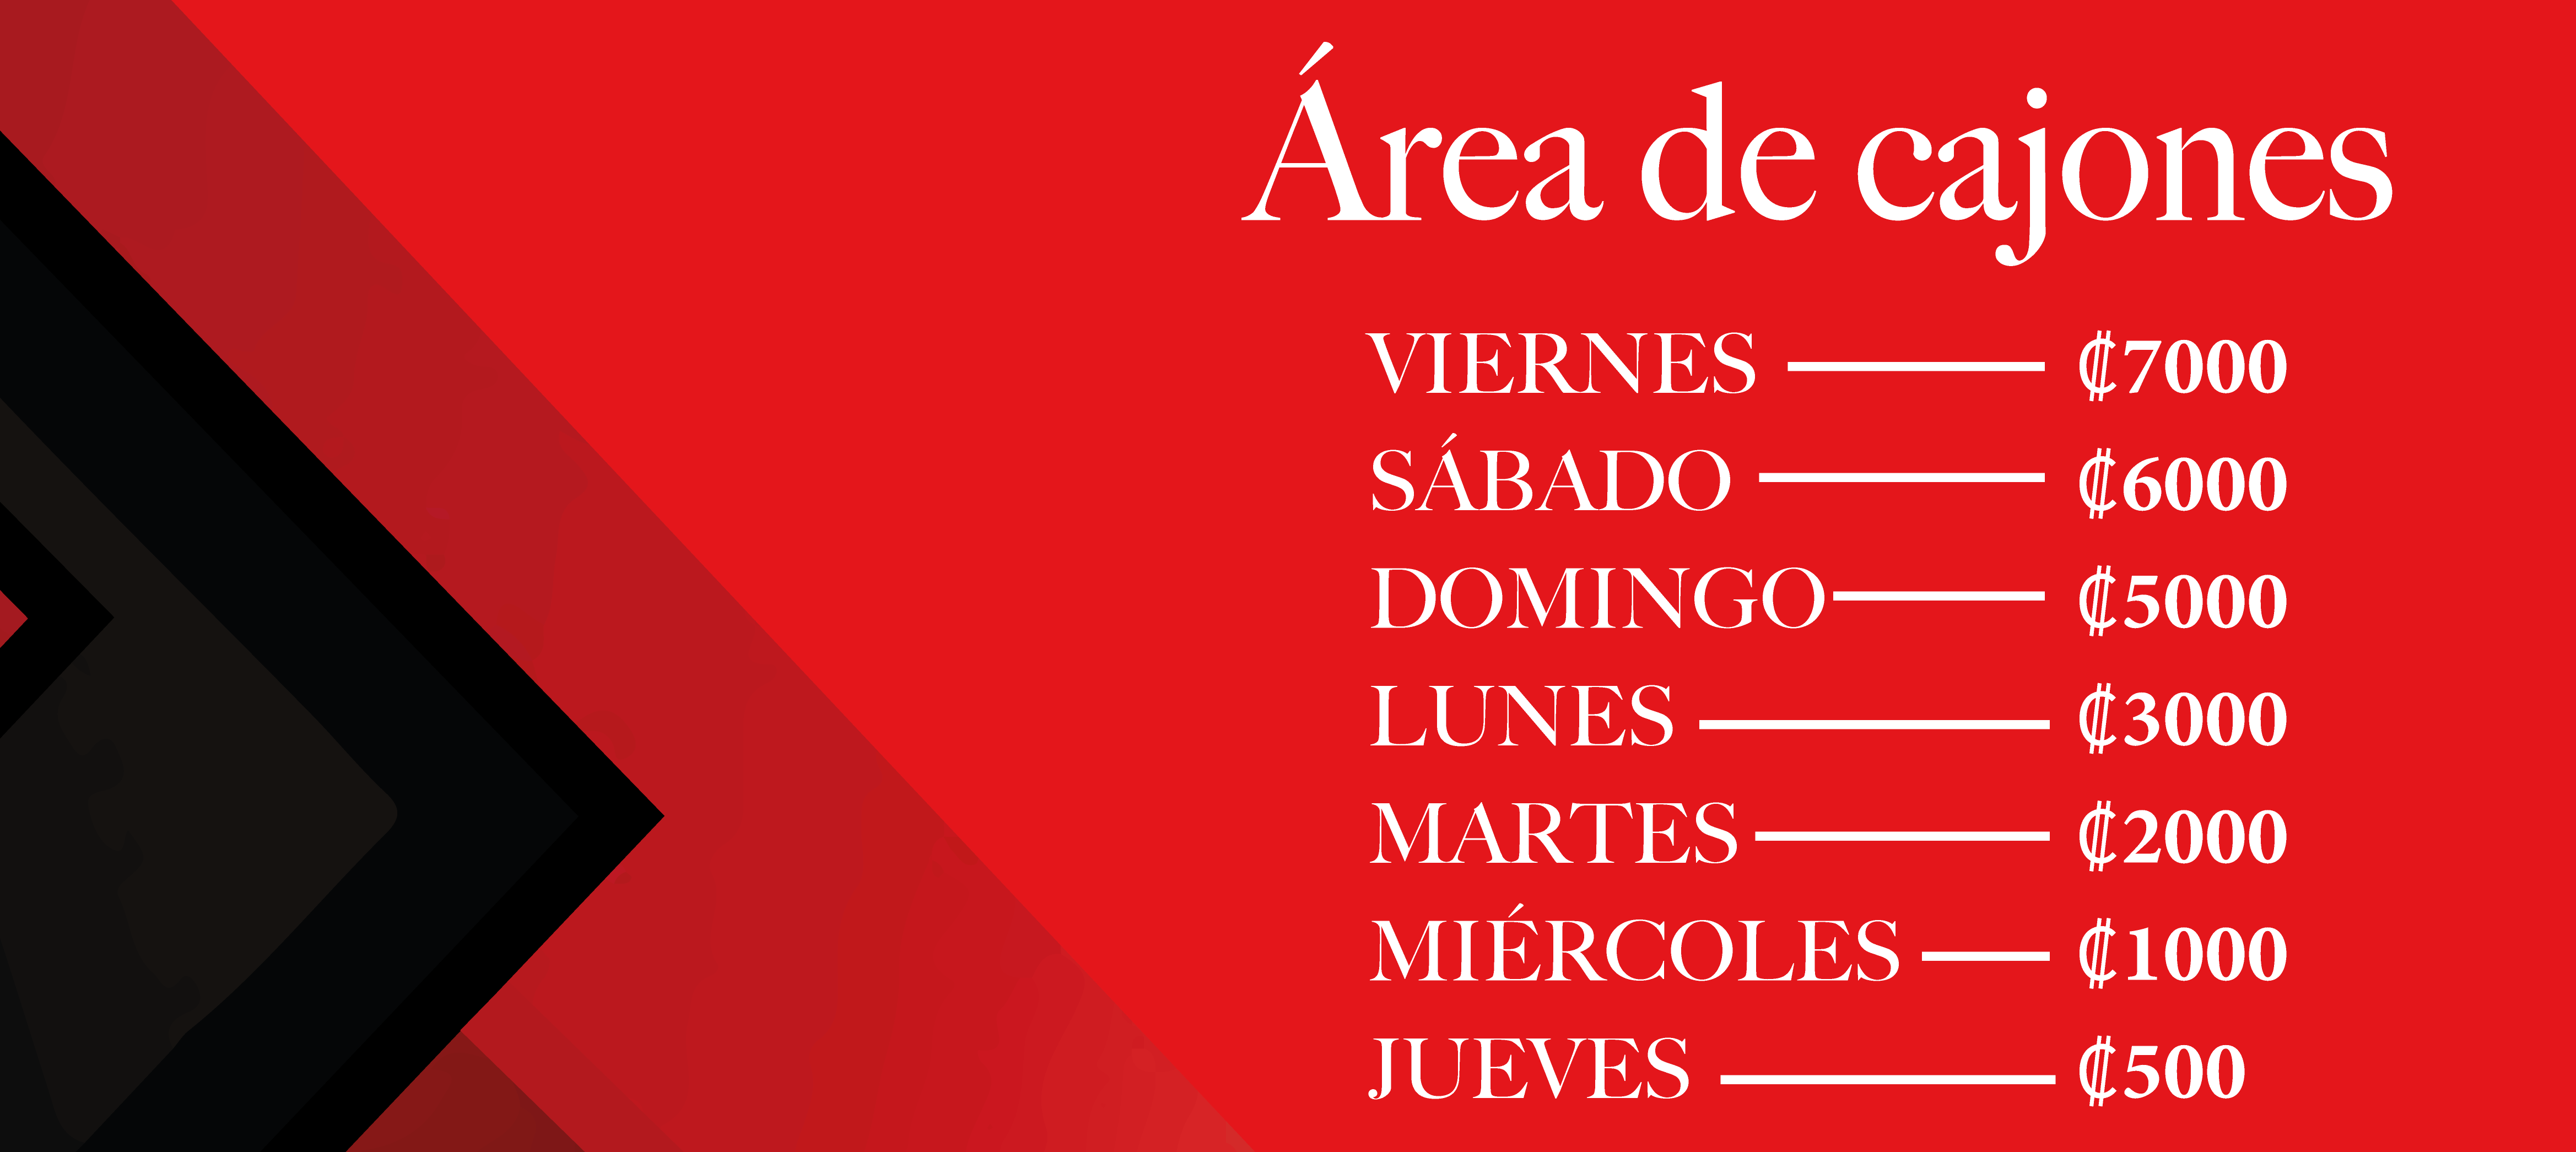 Área de cajones
VIERNES ₡7000
SÁBADO ₡6000
DOMINGO ₡5000
LUNES ₡3000
MARTES ₡2000
MIÉRCOLES ₡1000
JUEVES ₡500